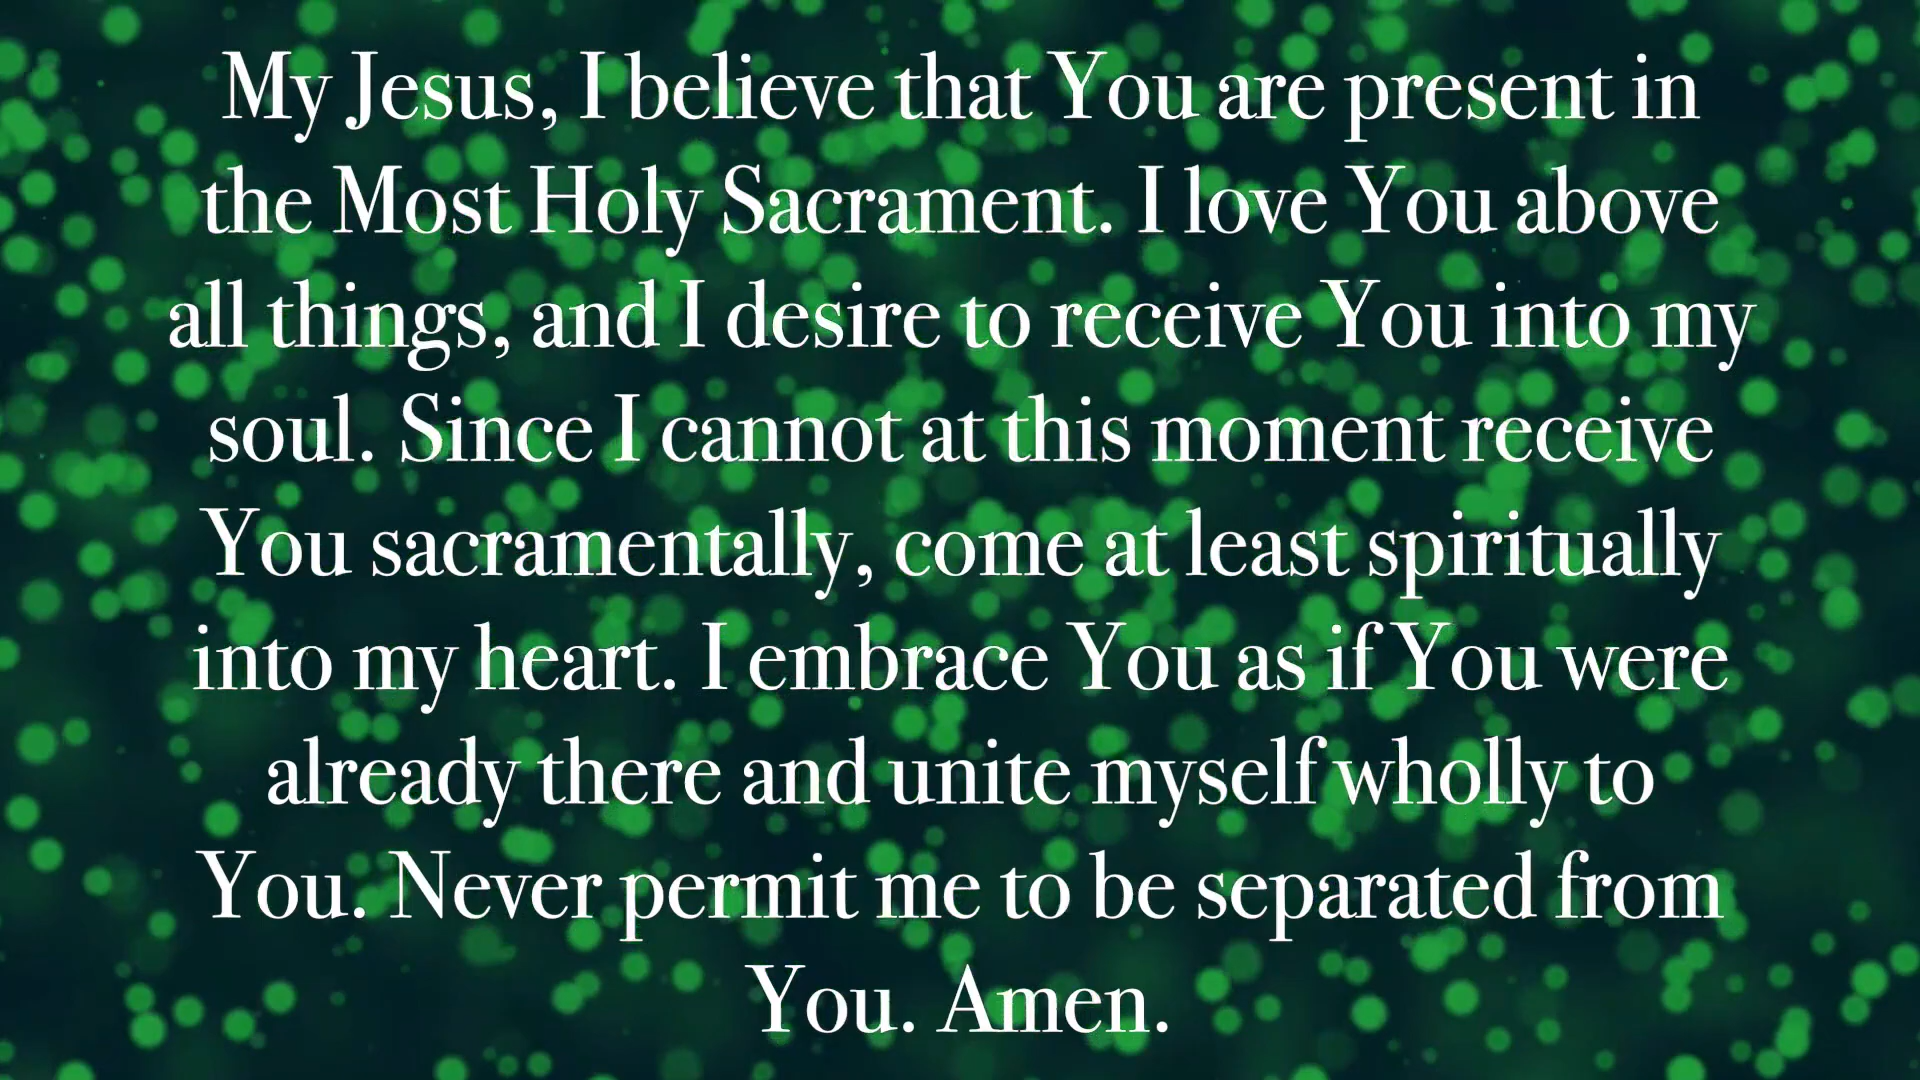 My Jesus, I believe that You are present in
the Most Holy Sacrament. I love You above
all things, and I desire to receive You into my
soul. Since I cannot at this moment receive
You sacramentally, come at least spiritually
into my heart. I embrace You as if You were
already there and unite myself wholly to
You. Never permit me to be separated from
You. Amen.